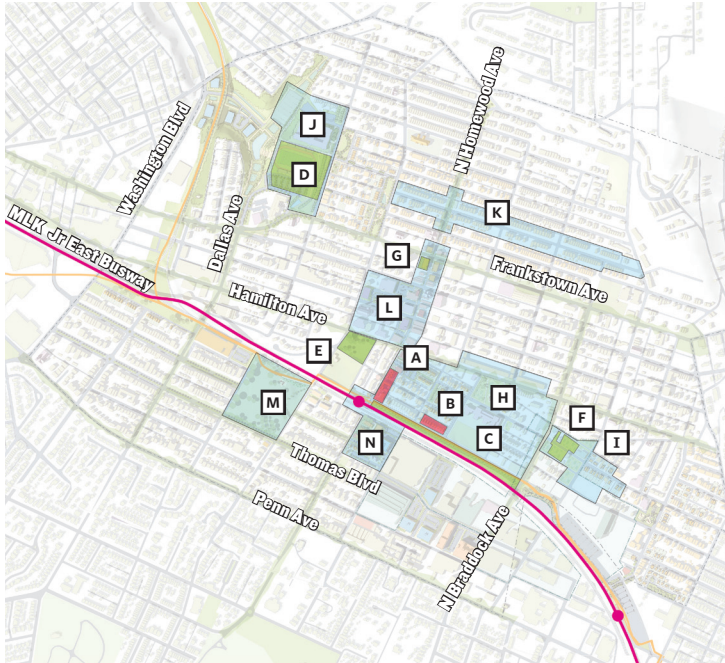 N Homewood Ave
J
Washington Blvd
D
K
Dallas Ave
MLK Jr East Busway
G
Frankstown Ave
Hamilton Ave
L
E
A
H
M
B
F
C
I
N
Thomas Blvd
Penn Ave
N Braddock Ave